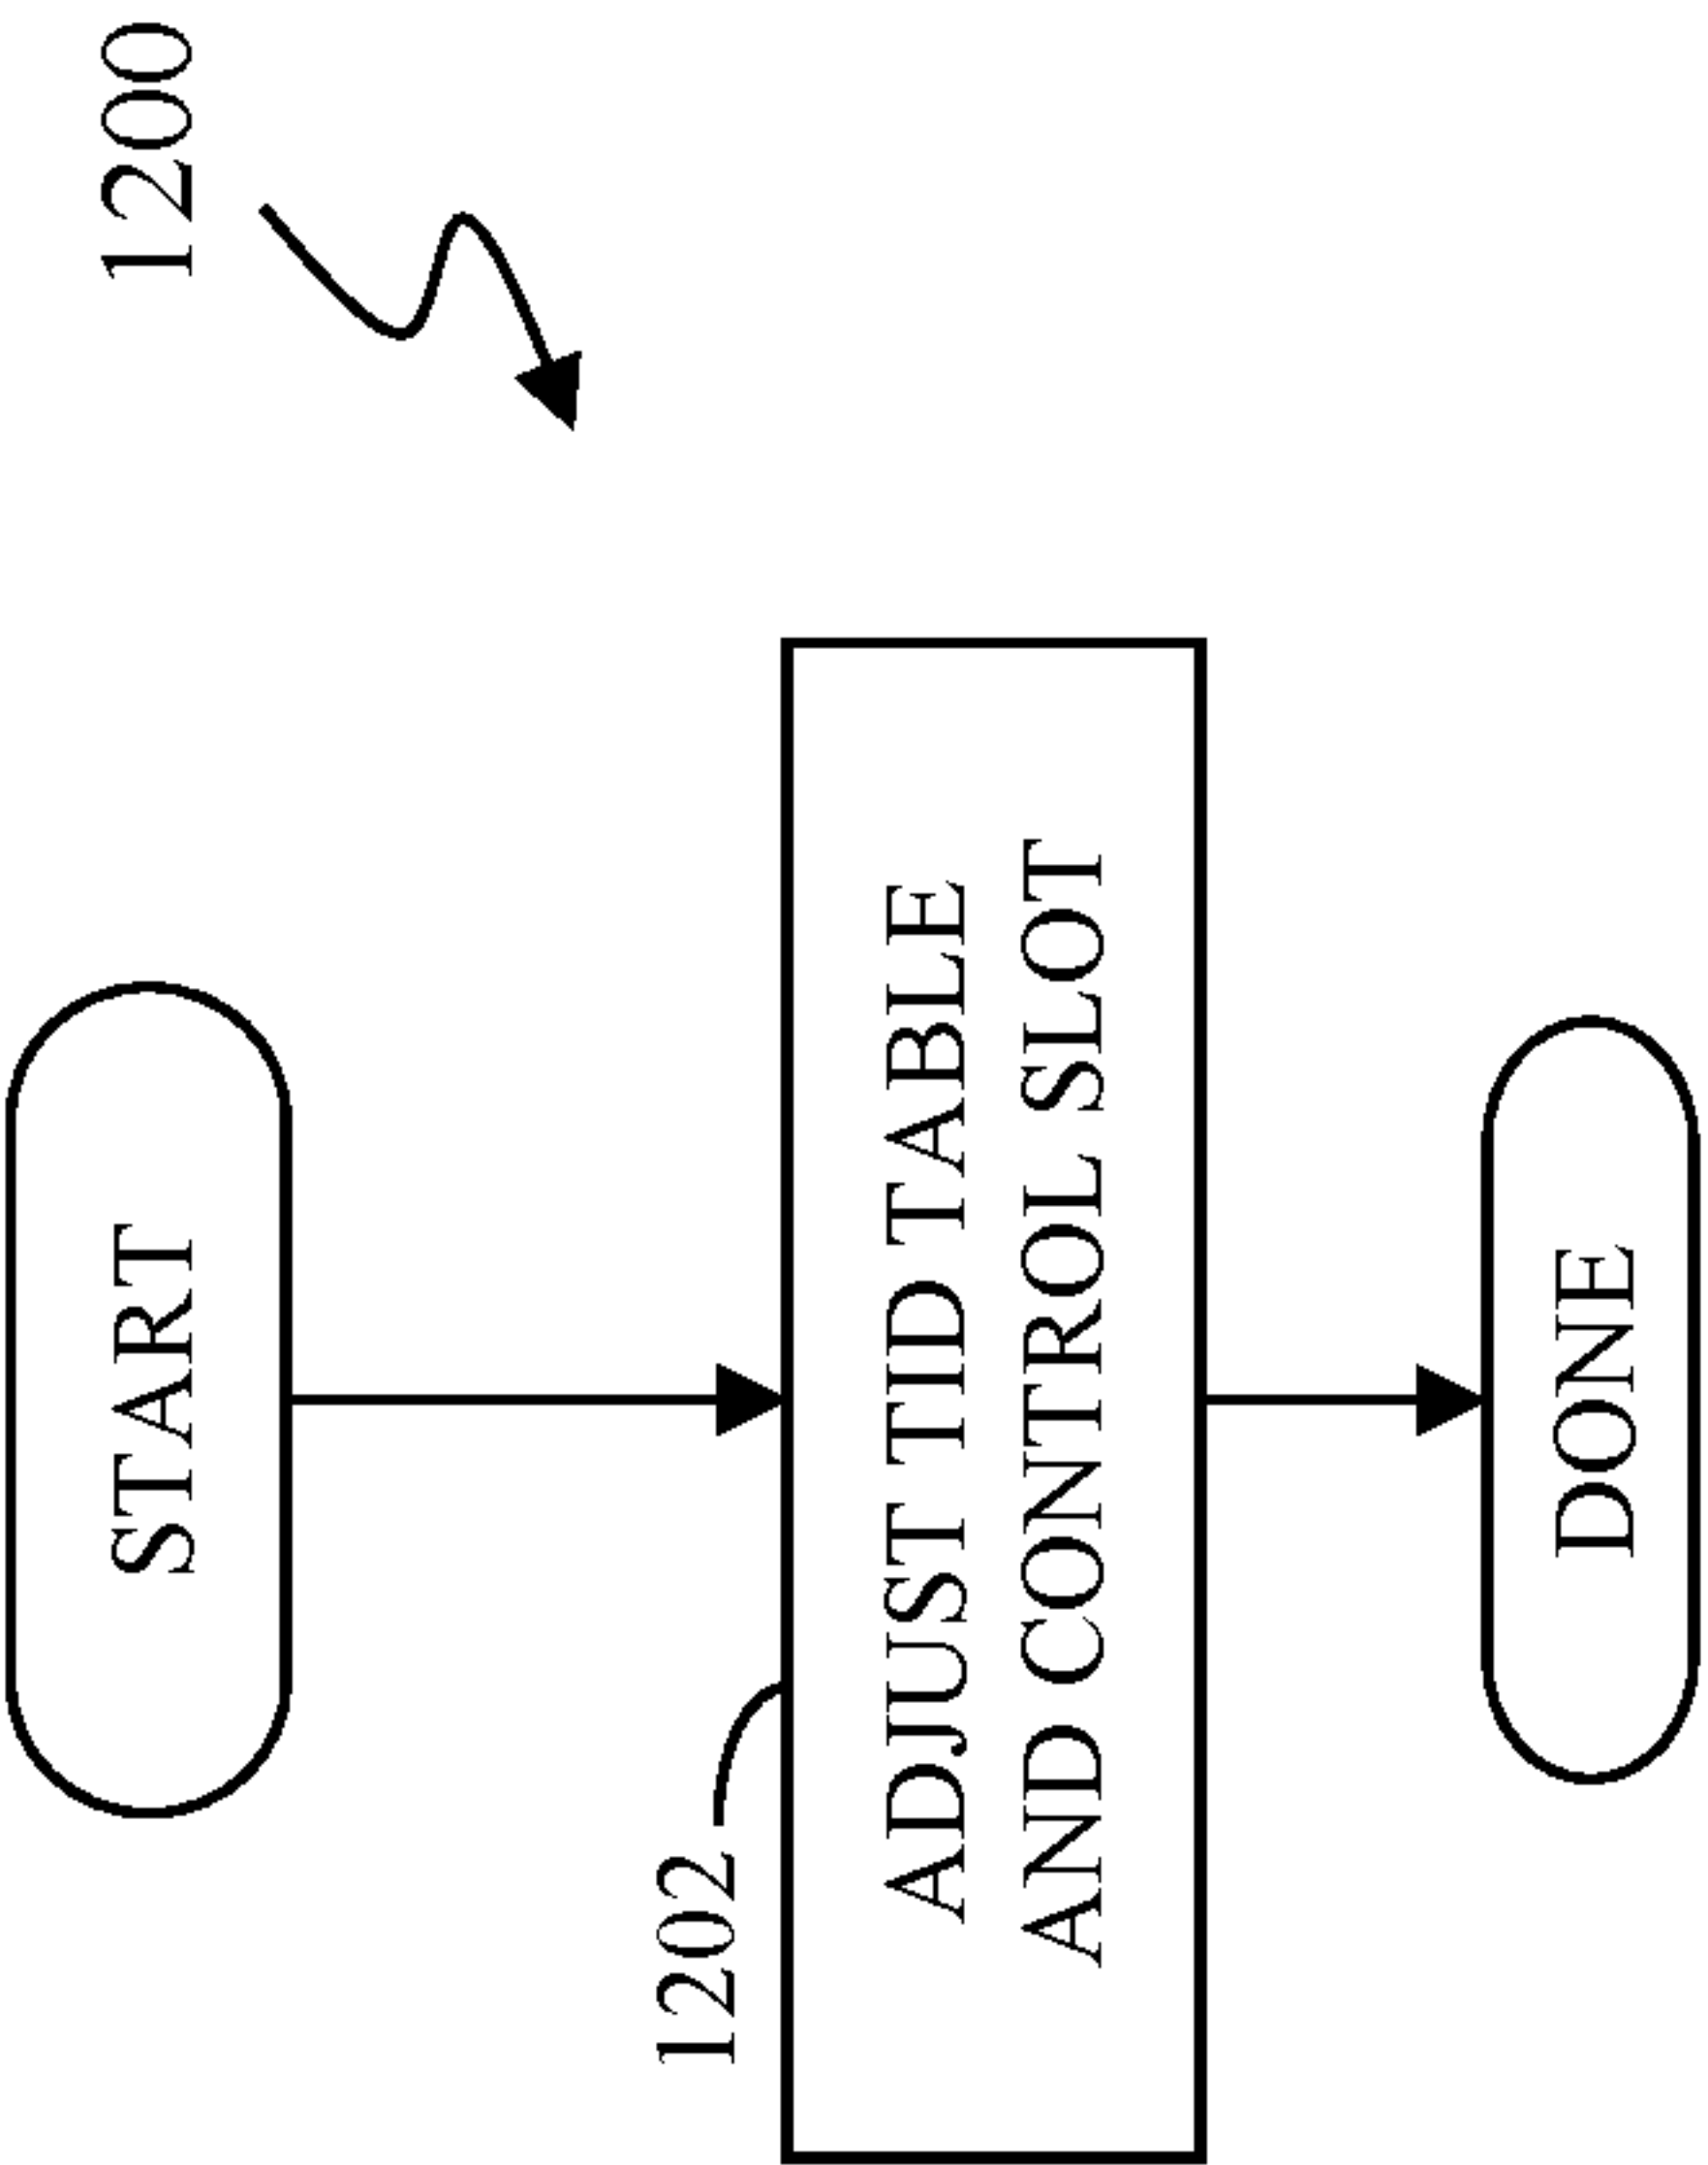 1200
START
1202
ADJUST TID TABLE
AND CONTROL SLOT
DONE